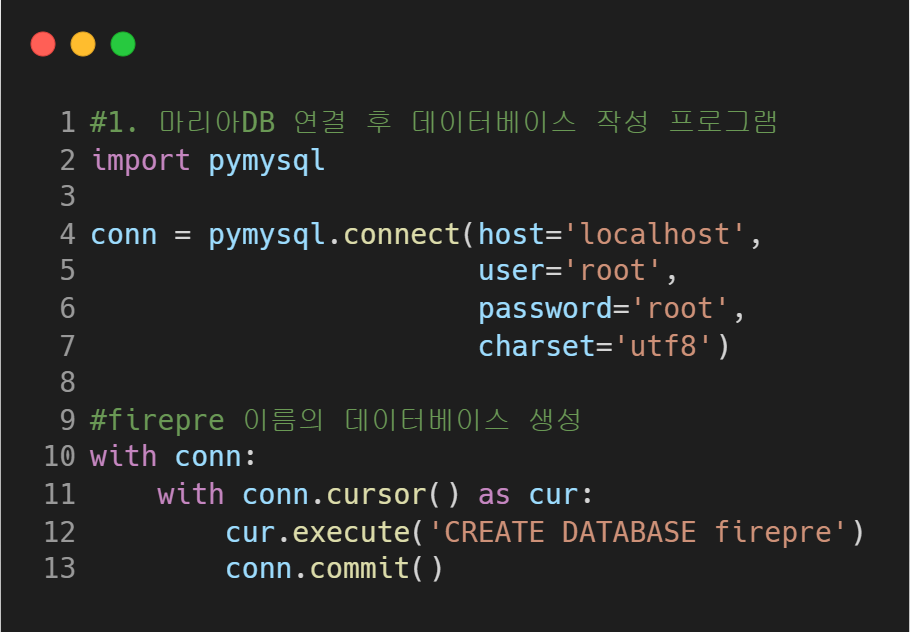 1 #1. 마리아DB 연결 후 데이터베이스 작성 프로그램
2 import pymysql
3
4 conn = pymysql.connect(host='localhost',
5                        user='root',
6                        password='root',
7                        charset='utf8')
8
9 #firepre 이름의 데이터베이스 생성
10 with conn:
11     with conn.cursor() as cur:
12         cur.execute('CREATE DATABASE firepre')
13         conn.commit()